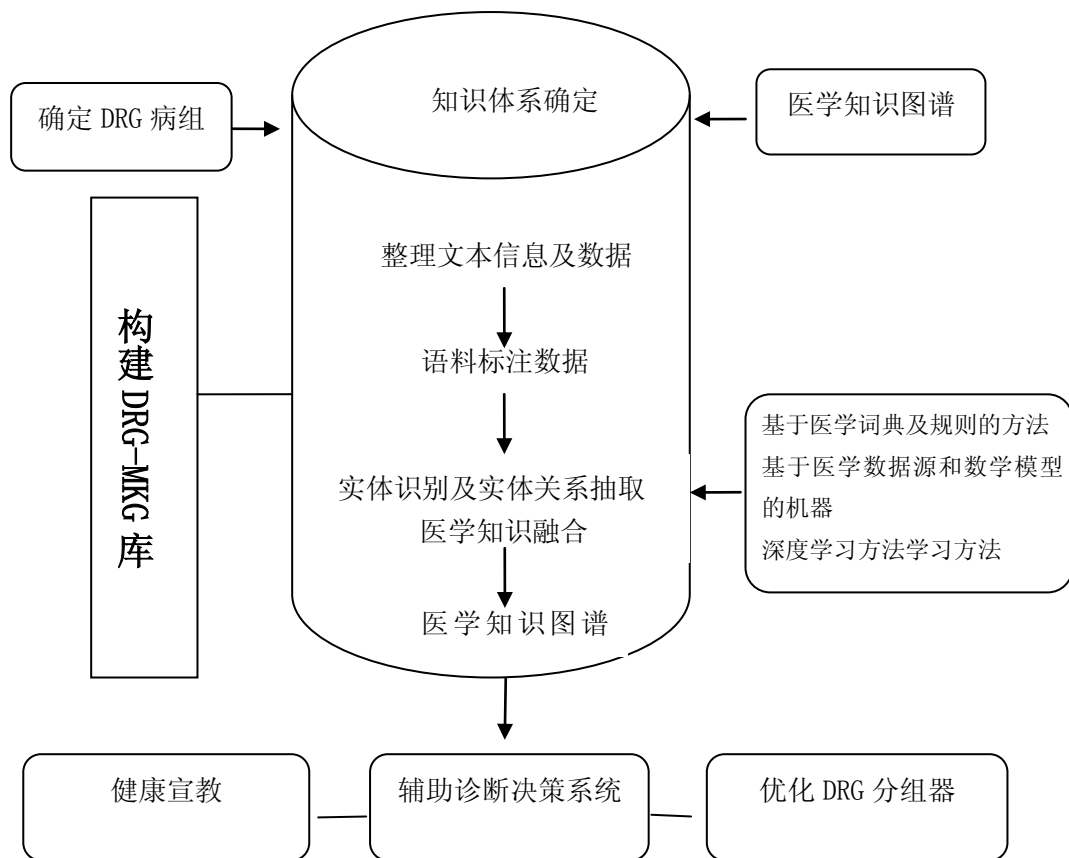 知识体系确定
确定 DRG 病组
医学知识图谱
整理文本信息及数据
语料标注数据
构建 DRG-MKG 库
实体识别及实体关系抽取
医学知识融合
基于医学词典及规则的方法
基于医学数据源和数学模型
的机器
深度学习方法学习方法
医学知识图谱
健康宣教
辅助诊断决策系统
优化 DRG 分组器